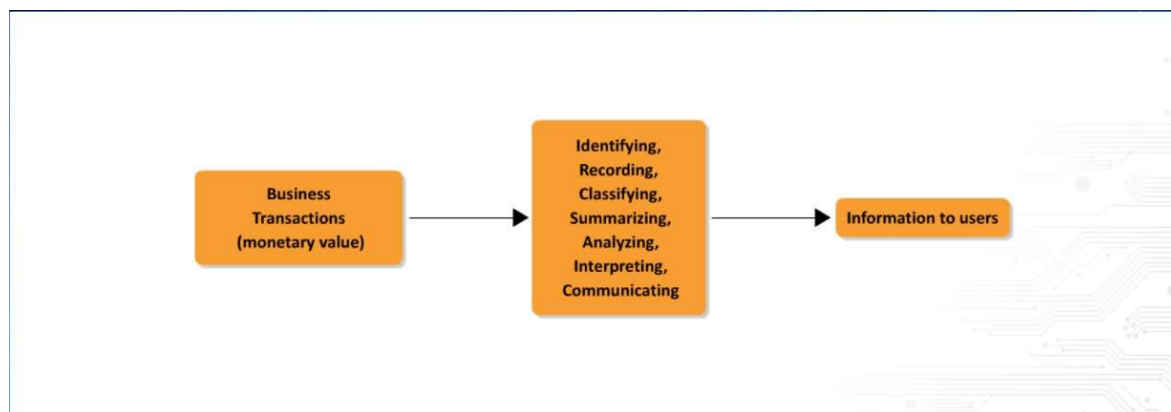 Business
Transactions
(monetary value)
Identifying,
Recording,
Classifying,
Summarizing,
Analyzing,
Interpreting,
Communicating
Information to users